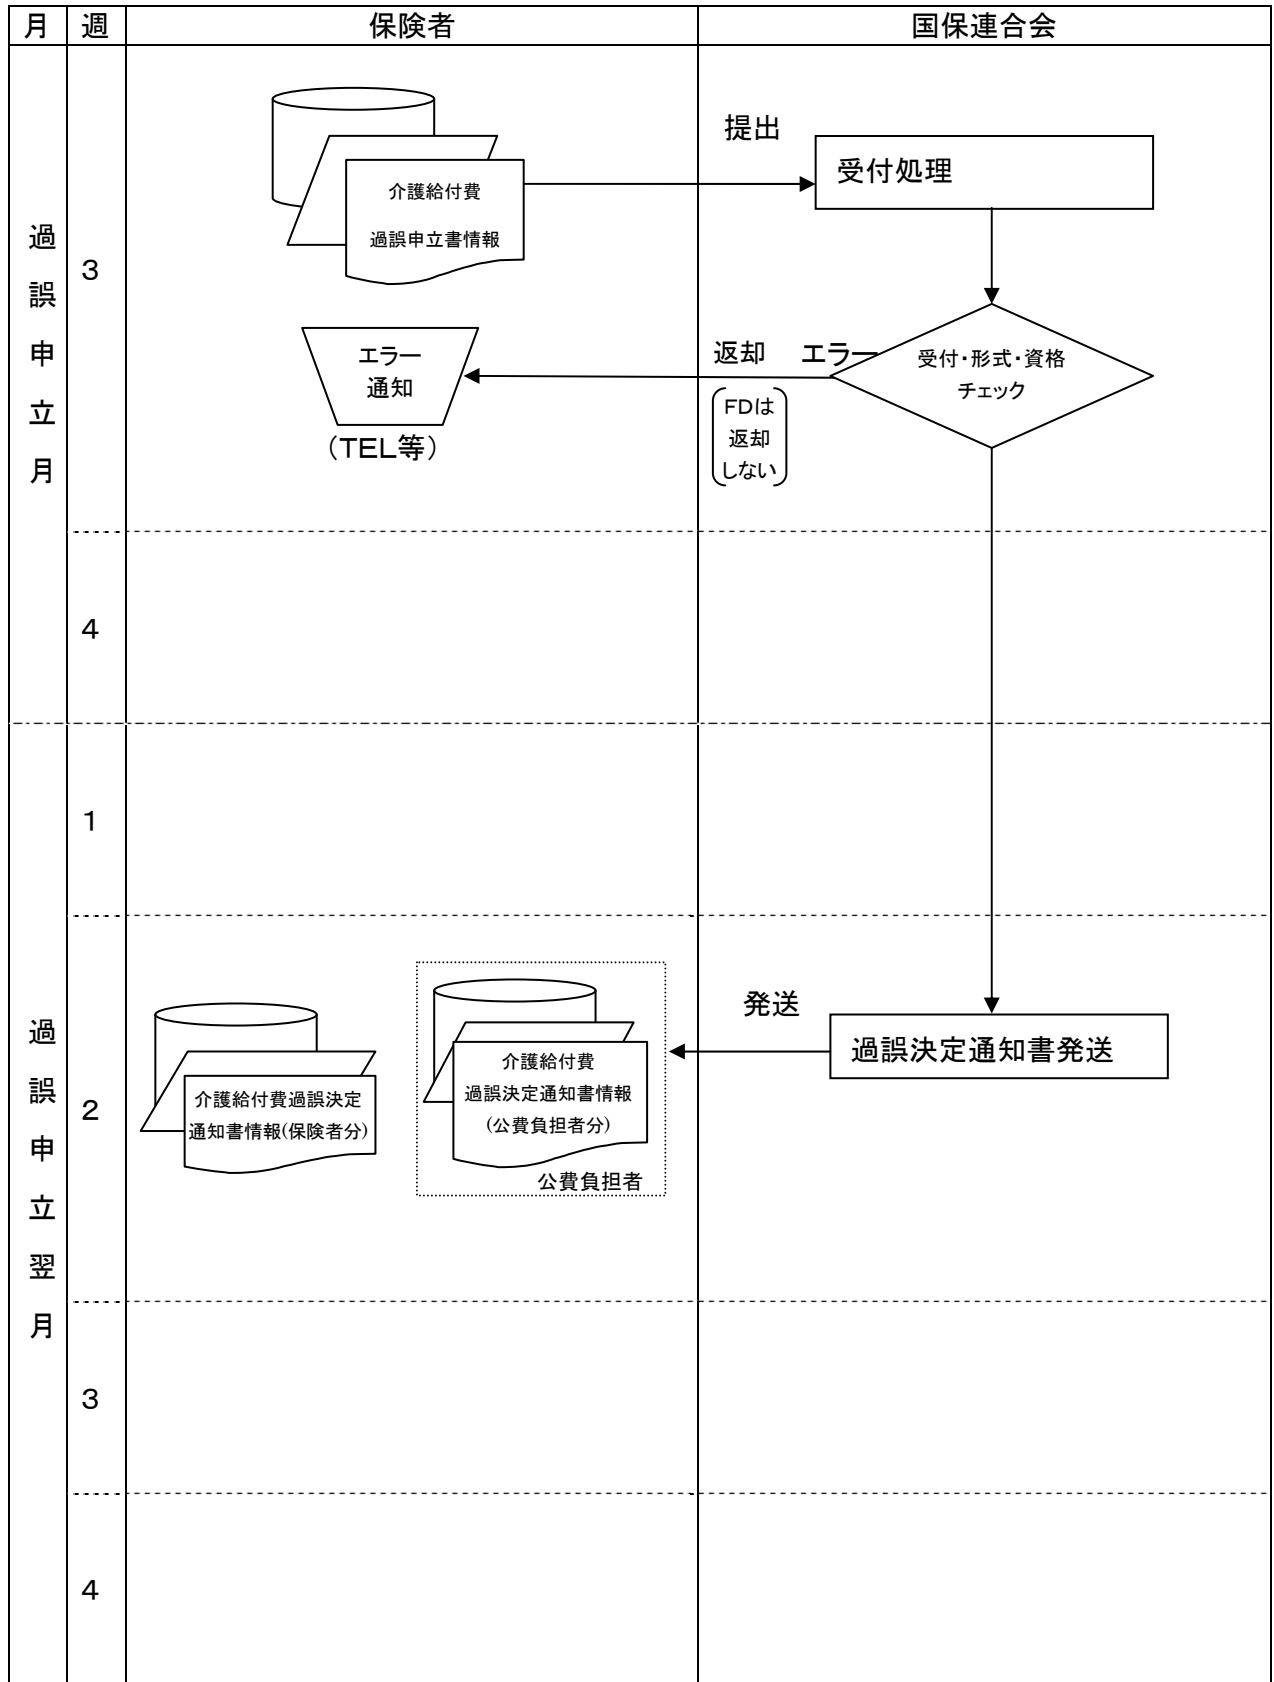 月 週 保険者 国保連合会
過誤申立月
3
介護給付費
過誤申立書情報
提出
受付処理
エラー
通知
(TEL等)
返却 エラー
FDは
返却
しない
受付・形式・資格
チェック
4
過誤申立翌月
1
2
介護給付費過誤決定
通知書情報(保険者分)
介護給付費
過誤決定通知書情報
(公費負担者分)
公費負担者
発送
過誤決定通知書発送
3
4